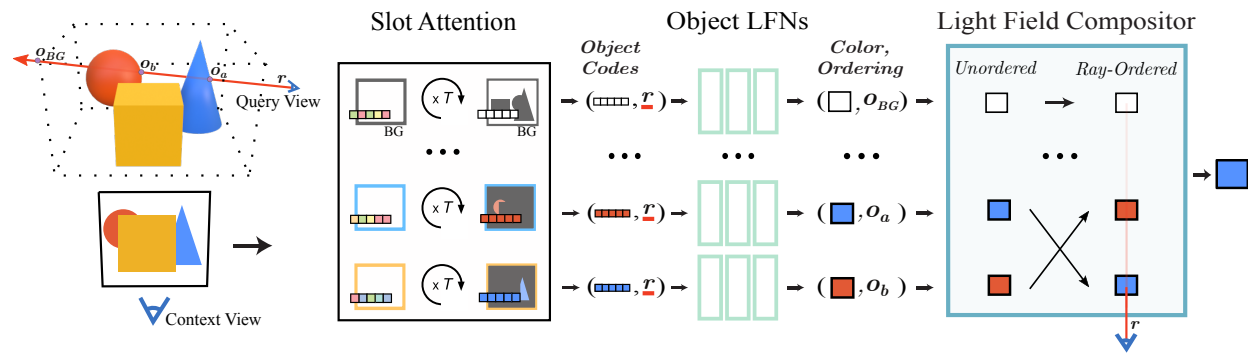 Slot Attention
Object LFNs
Light Field Compositor
o_BG
o_b
o_a
r
Query View
Context View
x T
BG
BG
x T
x T
Object
Codes
Color,
Ordering
( , r )
( , o_BG )
( , r )
( , o_a )
( , r )
( , o_b )
Unordered
Ray-Ordered
r